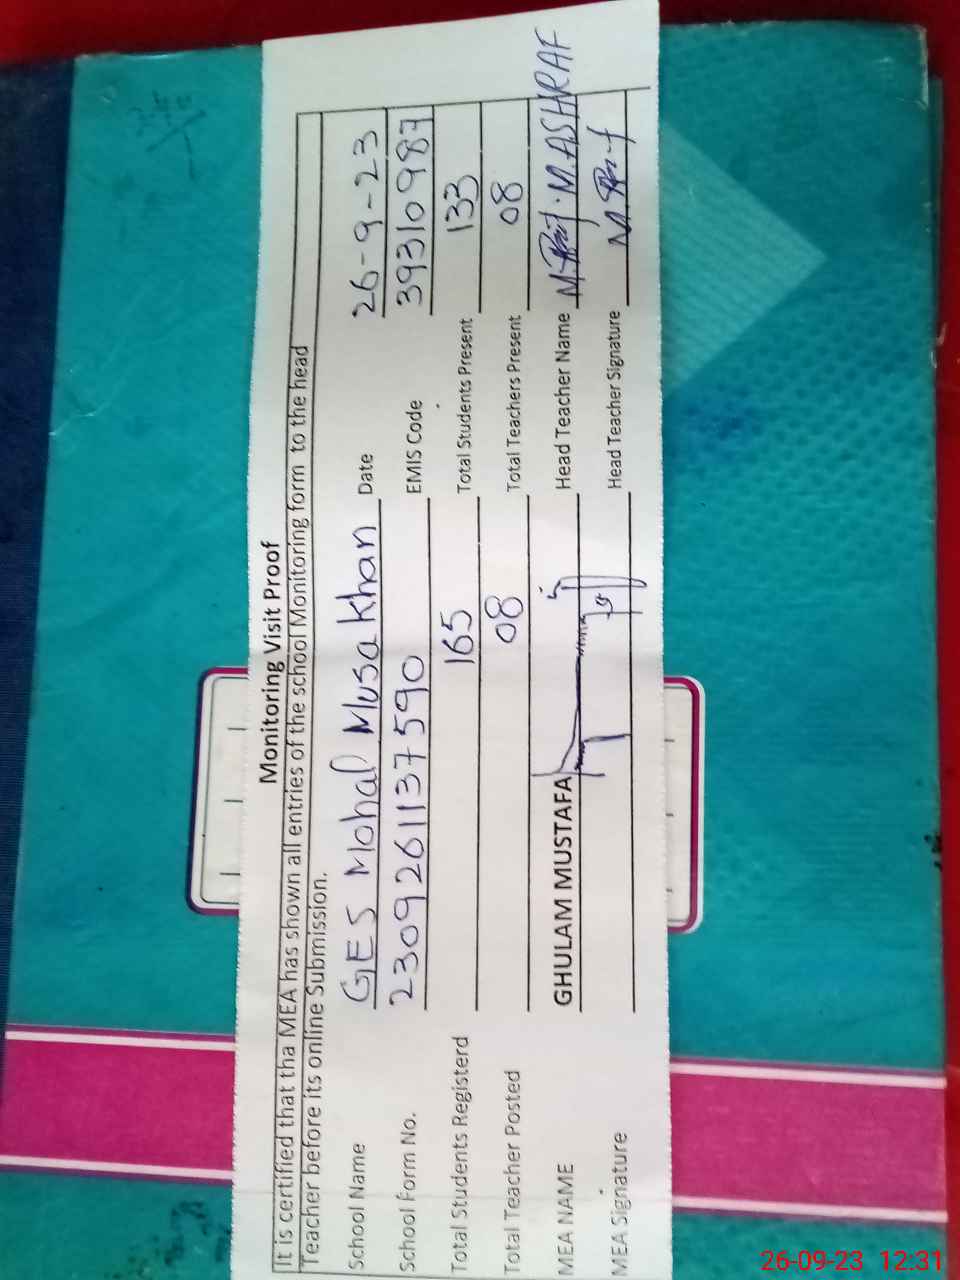 Monitoring Visit Proof
It is certified that tha MEA has shown all entries of the school Monitoring form to the head
Teacher before its online Submission.
School Name GES Mohal Musa Khan Date 26-9-23
School Form No. 2309261137590 EMIS Code 39310987
Total Students Registerd 165 Total Students Present 133
Total Teacher Posted 08 Total Teachers Present 08
MEA NAME GHULAM MUSTAFA Head Teacher Name M. ASHRAF
MEA Signature Head Teacher Signature
26-09-23 12:31